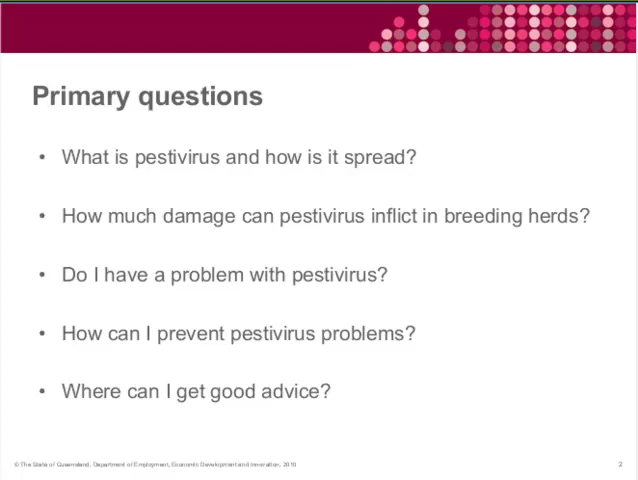 Primary questions
• What is pestivirus and how is it spread?
• How much damage can pestivirus inflict in breeding herds?
• Do I have a problem with pestivirus?
• How can I prevent pestivirus problems?
• Where can I get good advice?
© The State of Queensland, Department of Employment, Economic Development and Innovation, 2010
2